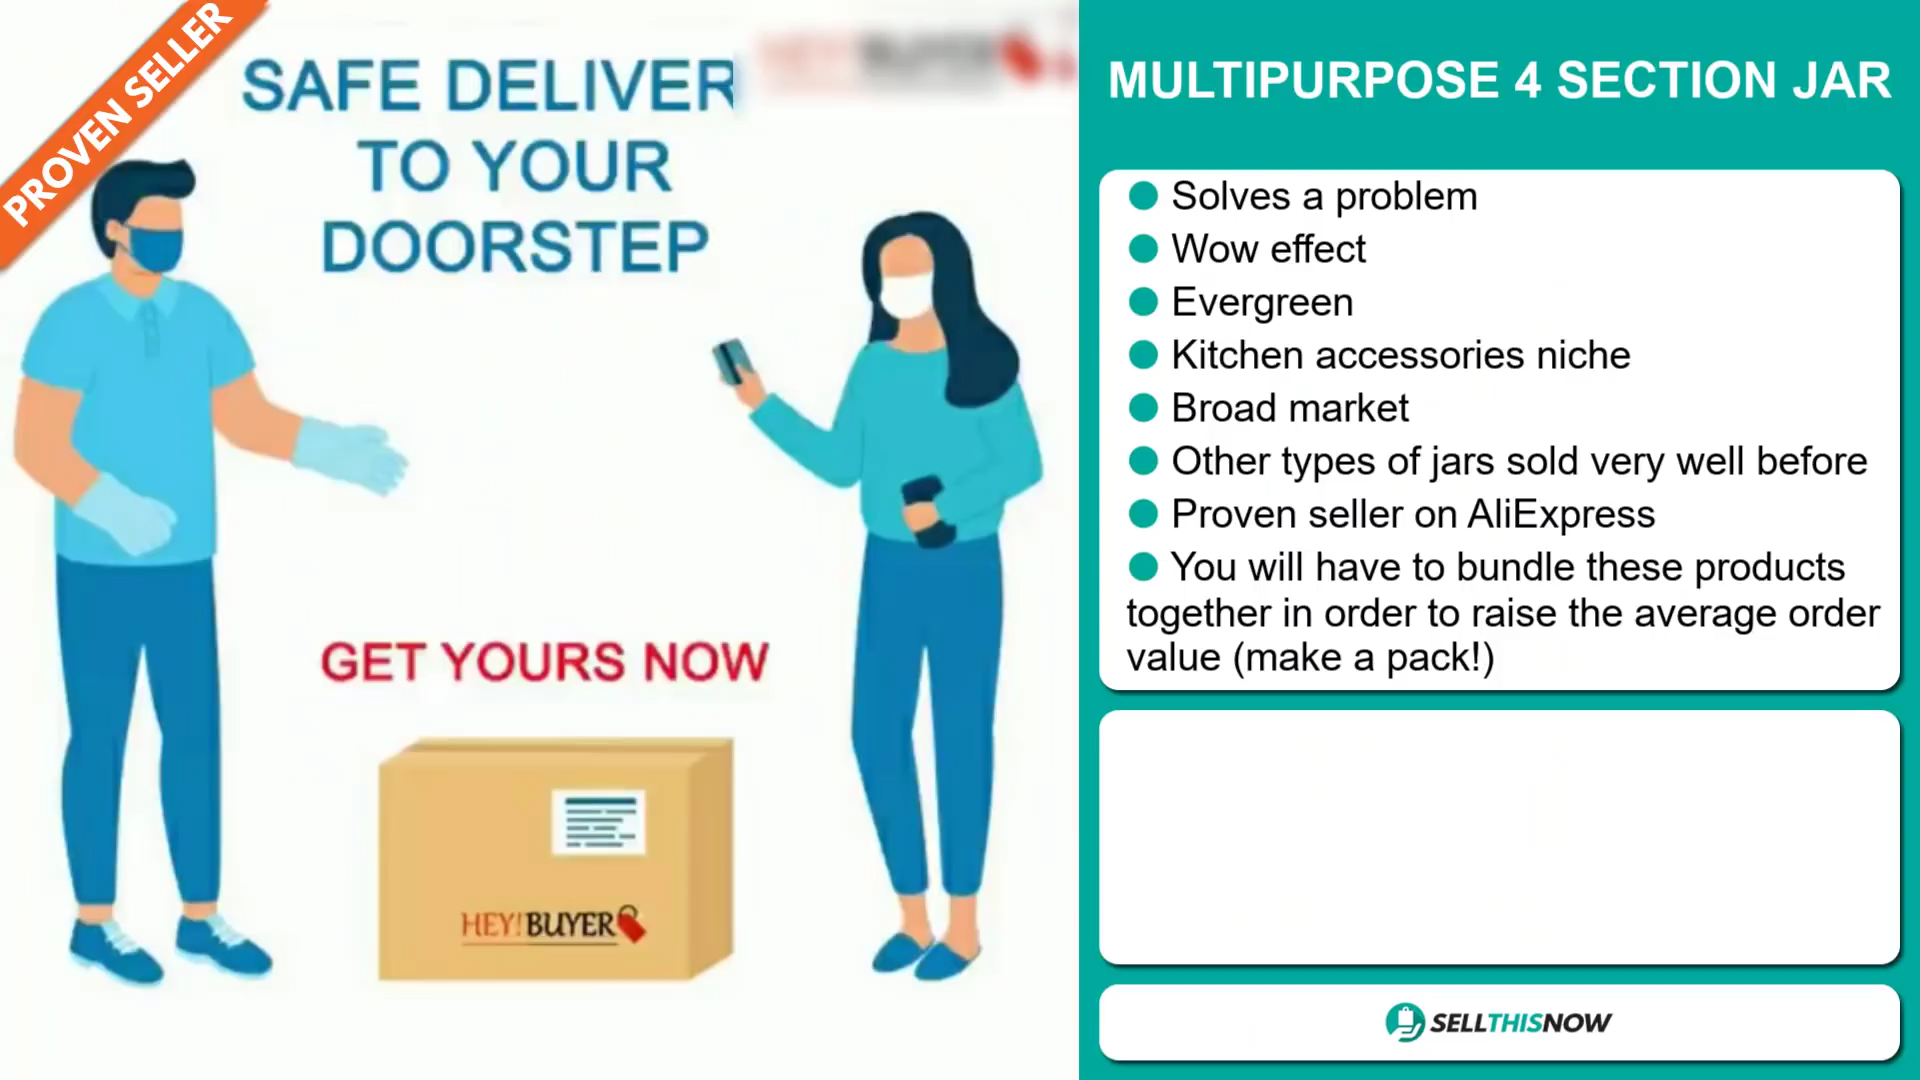 PROVEN SELLER
SAFE DELIVER
TO YOUR
DOORSTEP
GET YOURS NOW
HEY!BUYER
MULTIPURPOSE 4 SECTION JAR
Solves a problem
Wow effect
Evergreen
Kitchen accessories niche
Broad market
Other types of jars sold very well before
Proven seller on AliExpress
You will have to bundle these products
together in order to raise the average order
value (make a pack!)
SELLTHISNOW